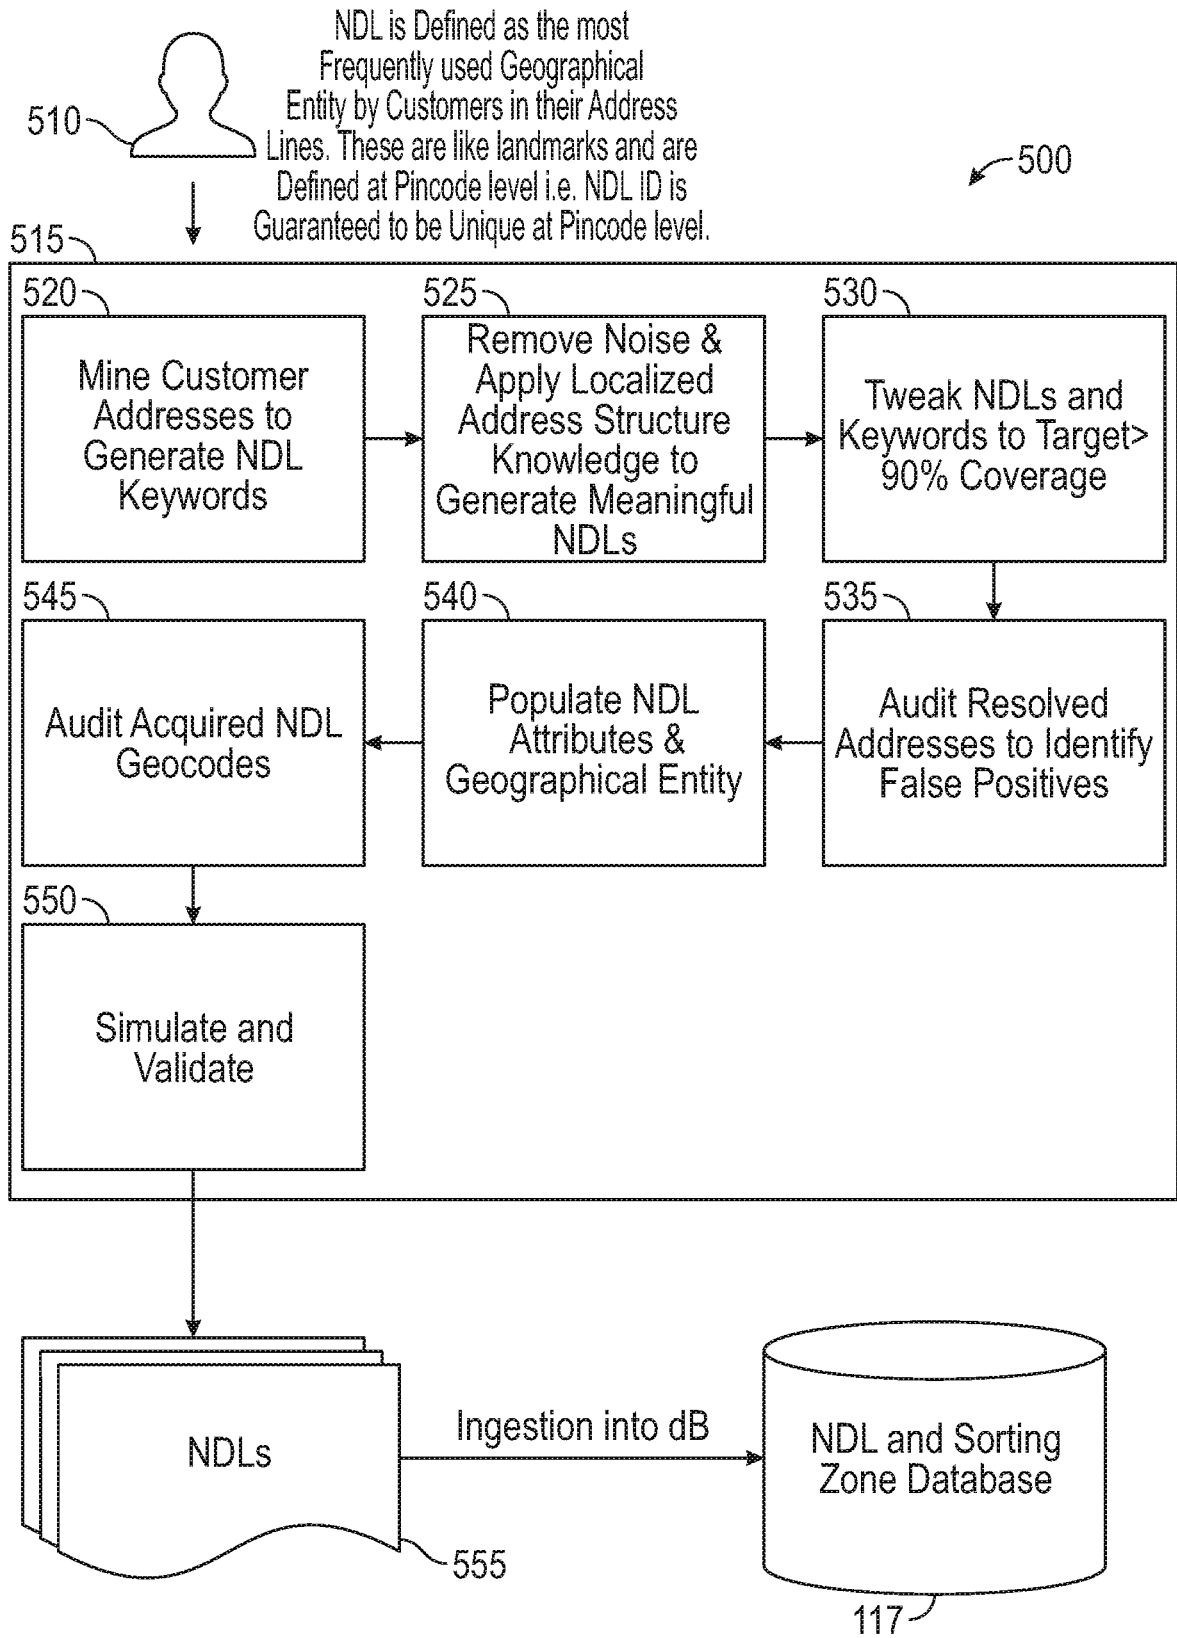 NDL is Defined as the most
Frequently used Geographical
Entity by Customers in their Address
Lines. These are like landmarks and are
Defined at Pincode level i.e. NDL ID is
Guaranteed to be Unique at Pincode level.
510
500
515
520
Mine Customer
Addresses to
Generate NDL
Keywords
525
Remove Noise &
Apply Localized
Address Structure
Knowledge to
Generate Meaningful
NDLs
530
Tweak NDLs and
Keywords to Target>
90% Coverage
545
Audit Acquired NDL
Geocodes
540
Populate NDL
Attributes &
Geographical Entity
535
Audit Resolved
Addresses to Identify
False Positives
550
Simulate and
Validate
NDLs
555
Ingestion into dB
NDL and Sorting
Zone Database
117